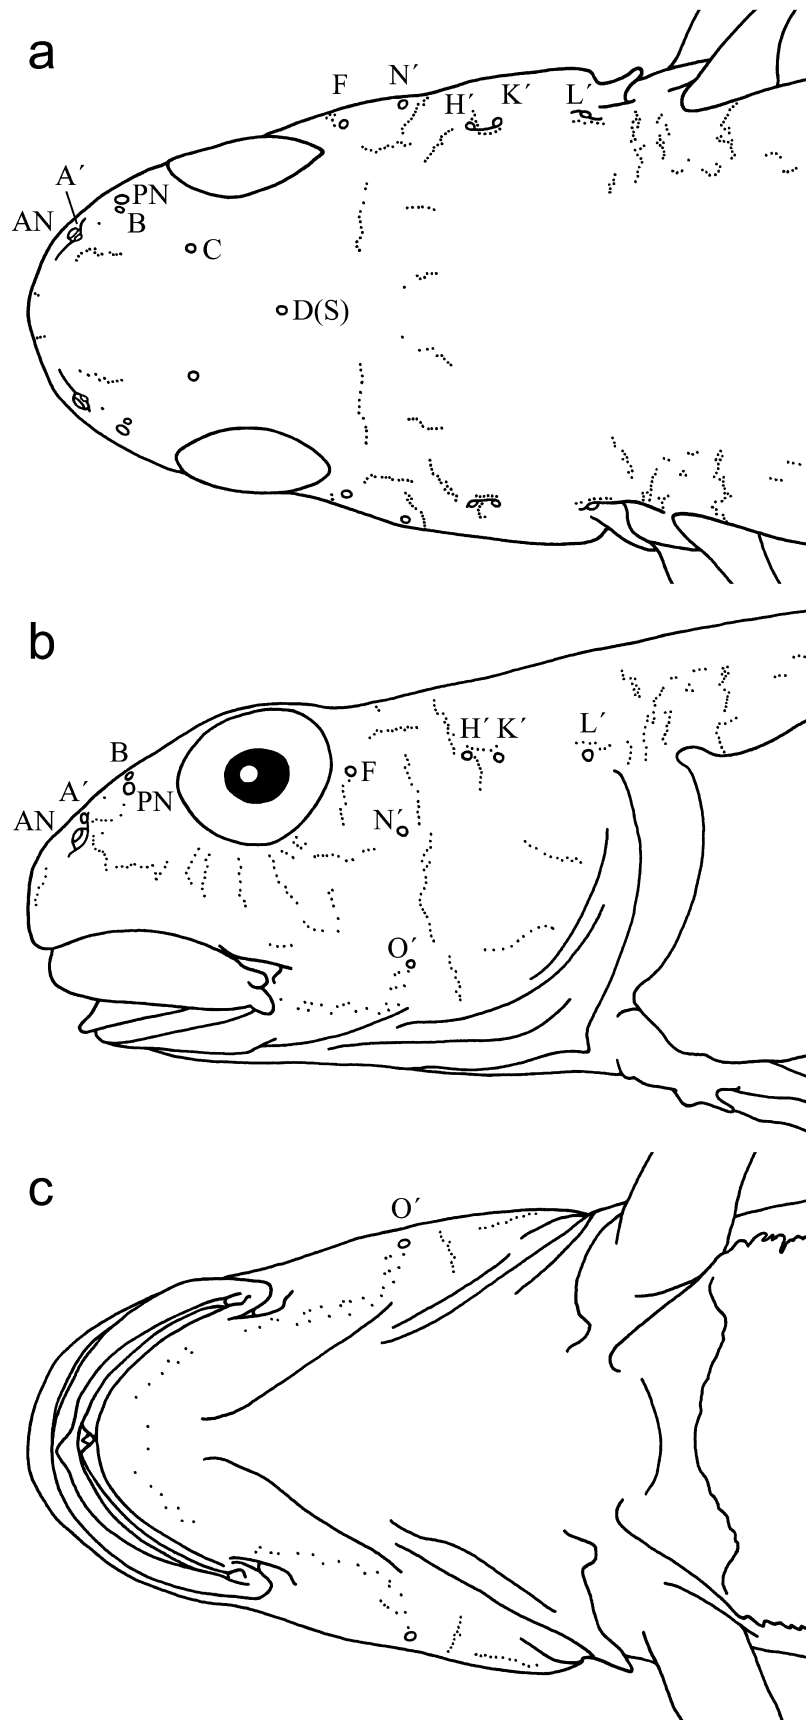 a
F N´ H´ K´ L´
A´ PN
AN B
C
D(S)
b
B H´ K´ L´
A´ PN F
AN N´
O´
c
O´